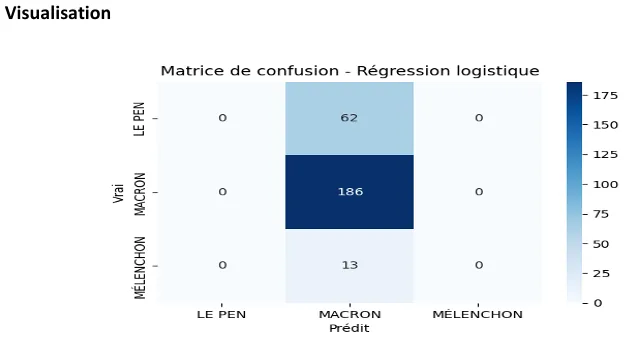 Visualisation
Matrice de confusion - Régression logistique
Vrai
LE PEN
0 62 0
MACRON
0 186 0
MÉLENCHON
0 13 0
LE PEN MACRON MÉLENCHON
Prédit
175
150
125
100
75
50
25
0